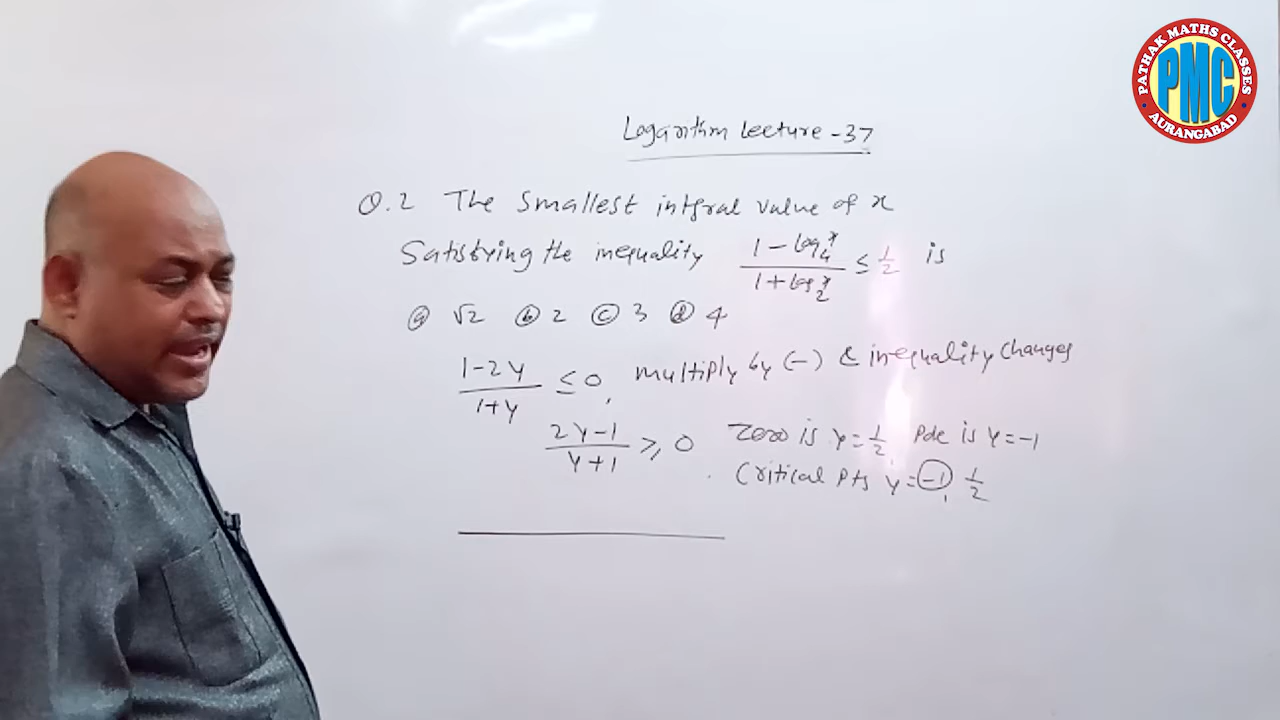 PATHAK MATHS CLASSES
PMC
AURANGABAD
Logarithm Lecture - 37
Q.2 The Smallest integral value of x
Satisfying the inequality (1 - log₄ˣ)/(1 + log₂ˣ) ≤ 1/2 is
ⓐ √2 ⓑ 2 ⓒ 3 ⓓ 4
(1-2y)/(1+y) ≤ 0, multiply by (-) & inequality Changes
(2y-1)/(y+1) ≥ 0 Zero is y = 1/2, Pole is y = -1
Critical Pts y = -1, 1/2